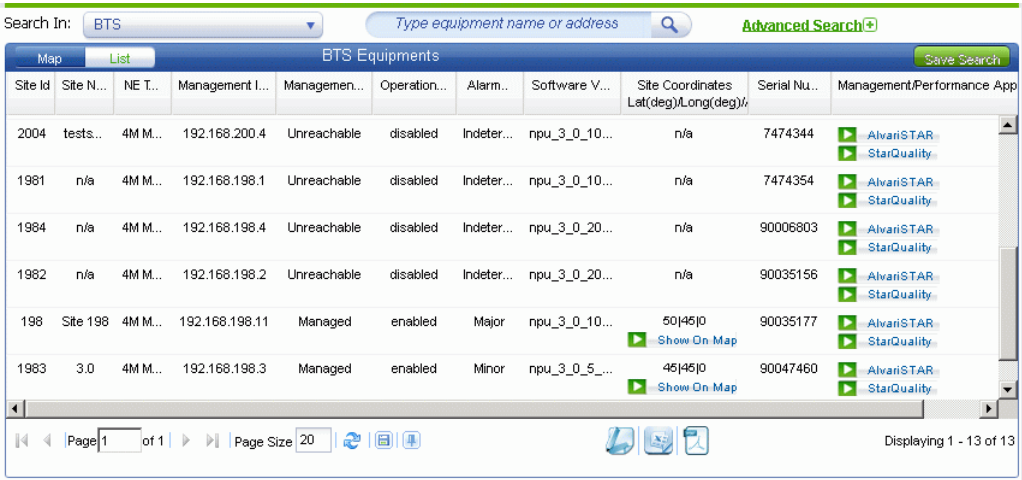 Search In: BTS Type equipment name or address Advanced Search
Map List BTS Equipments Save Search
Site Id Site N... NE T... Management I... Managemen... Operation... Alarm... Software V... Site Coordinates Serial Nu... Management/Performance App
Lat(deg)/Long(deg)/
2004 tests... 4M M... 192.168.200.4 Unreachable disabled Indeter... npu_3_0_10... n/a 7474344 AlvariSTAR
StarQuality
1981 n/a 4M M... 192.168.198.1 Unreachable disabled Indeter... npu_3_0_10... n/a 7474354 AlvariSTAR
StarQuality
1984 n/a 4M M... 192.168.198.4 Unreachable disabled Indeter... npu_3_0_20... n/a 90006803 AlvariSTAR
StarQuality
1982 n/a 4M M... 192.168.198.2 Unreachable disabled Indeter... npu_3_0_20... n/a 90035156 AlvariSTAR
StarQuality
198 Site 198 4M M... 192.168.198.11 Managed enabled Major npu_3_0_10... 50|45|0 90035177 AlvariSTAR
Show On Map StarQuality
1983 3.0 4M M... 192.168.198.3 Managed enabled Minor npu_3_0_5_... 45|45|0 90047460 AlvariSTAR
Show On Map StarQuality
Page 1 of 1 Page Size 20 Displaying 1 - 13 of 13